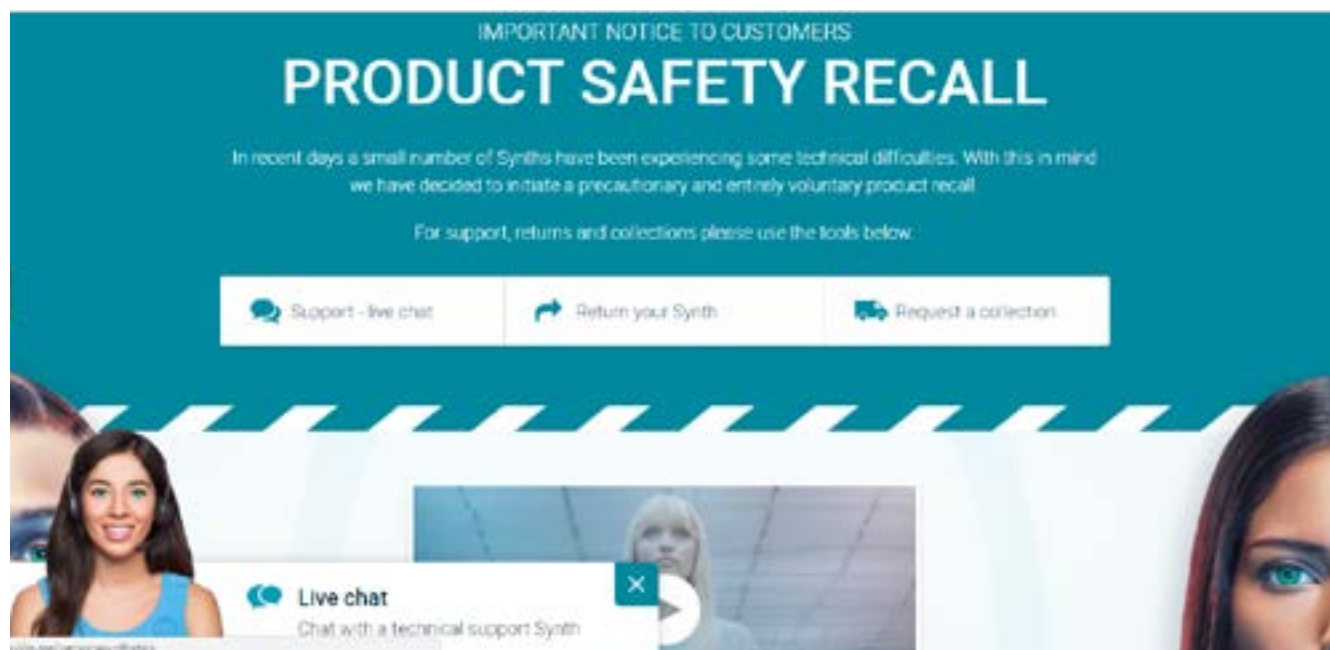 IMPORTANT NOTICE TO CUSTOMERS
PRODUCT SAFETY RECALL
In recent days a small number of Synths have been experiencing some technical difficulties. With this in mind
we have decided to initiate a precautionary and entirely voluntary product recall
For support, returns and collections please use the tools below.
Support - live chat
Return your Synth
Request a collection
Live chat
Chat with a technical support Synth